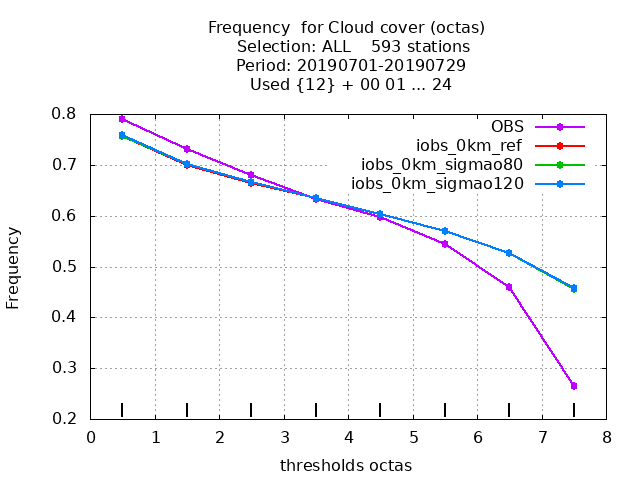 Frequency  for Cloud cover (octas)
Selection: ALL    593 stations
Period: 20190701-20190729
Used {12} + 00 01 ... 24
OBS
iobs_0km_ref
iobs_0km_sigmao80
iobs_0km_sigmao120
0.8
0.7
0.6
0.5
0.4
0.3
0.2
Frequency
0 1 2 3 4 5 6 7 8
thresholds octas